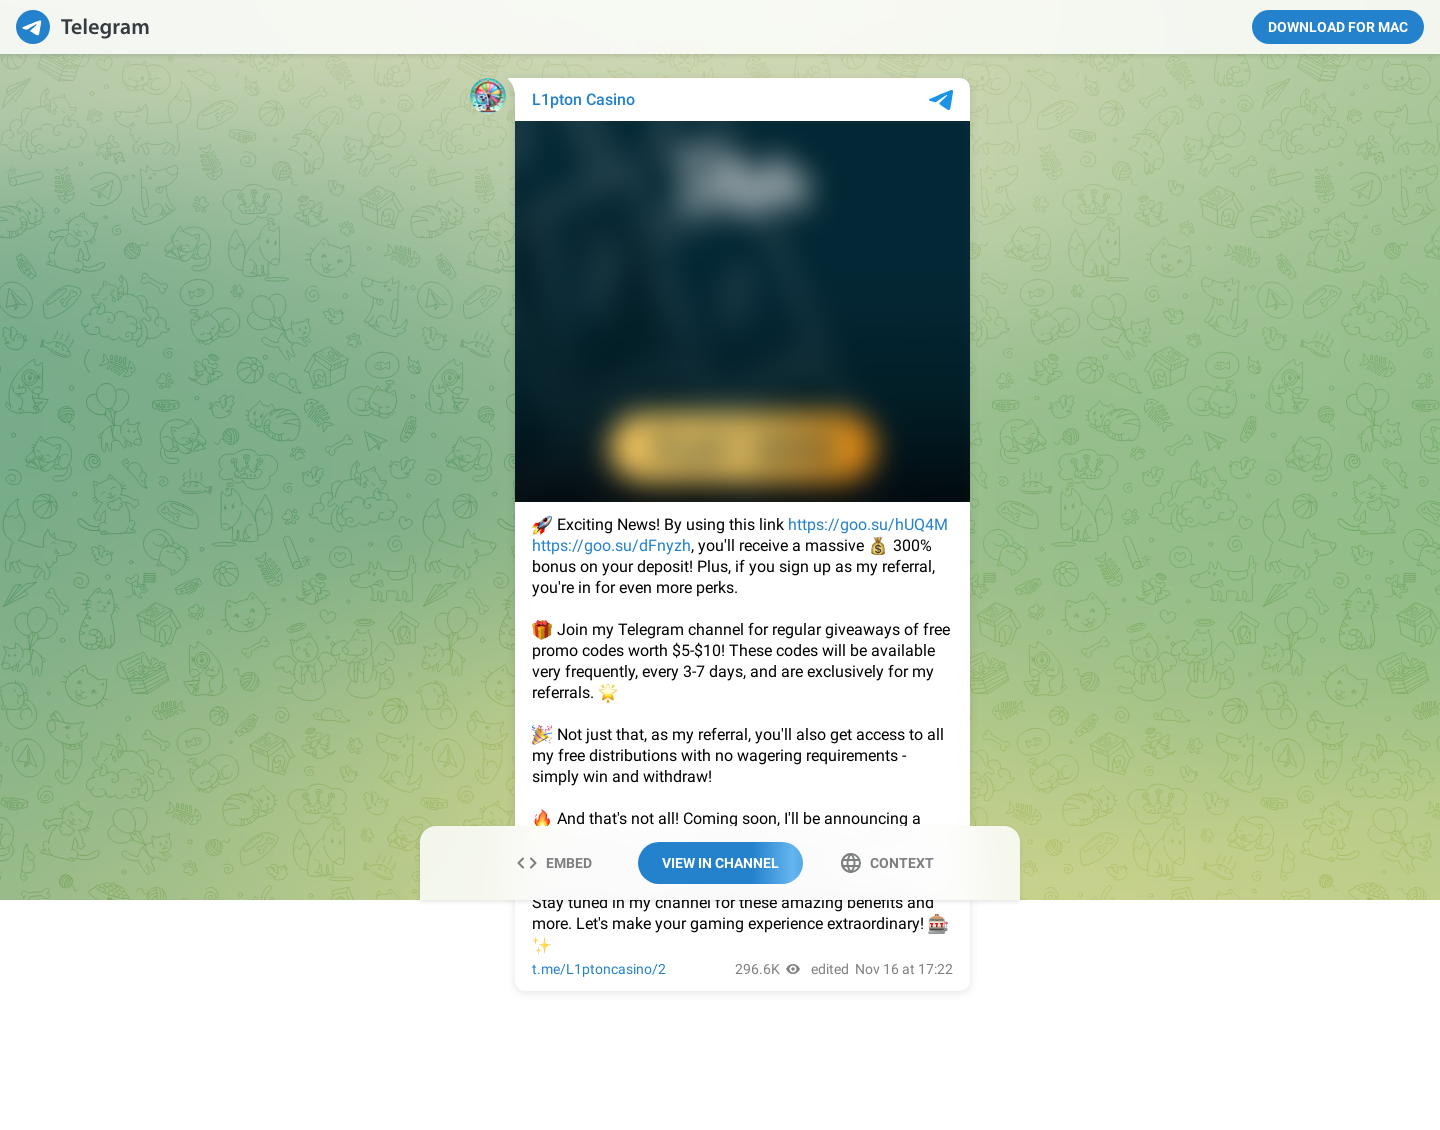 Telegram
DOWNLOAD FOR MAC
L1pton Casino
🚀 Exciting News! By using this link https://goo.su/hUQ4M
https://goo.su/dFnyzh, you'll receive a massive 💰 300%
bonus on your deposit! Plus, if you sign up as my referral,
you're in for even more perks.
🎁 Join my Telegram channel for regular giveaways of free
promo codes worth $5-$10! These codes will be available
very frequently, every 3-7 days, and are exclusively for my
referrals. 🌟
🎉 Not just that, as my referral, you'll also get access to all
my free distributions with no wagering requirements -
simply win and withdraw!
🔥 And that's not all! Coming soon, I'll be announcing a
EMBED
VIEW IN CHANNEL
CONTEXT
Stay tuned in my channel for these amazing benefits and
more. Let's make your gaming experience extraordinary! 🎰
✨
t.me/L1ptoncasino/2
296.6K edited Nov 16 at 17:22